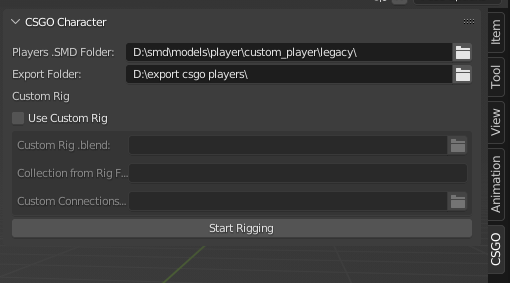 CSGO Character
Players .SMD Folder: D:\smd\models\player\custom_player\legacy\
Export Folder: D:\export csgo players\
Custom Rig
Use Custom Rig
Custom Rig .blend:
Collection from Rig F...
Custom Connections...
Start Rigging
Item
Tool
View
Animation
CSGO